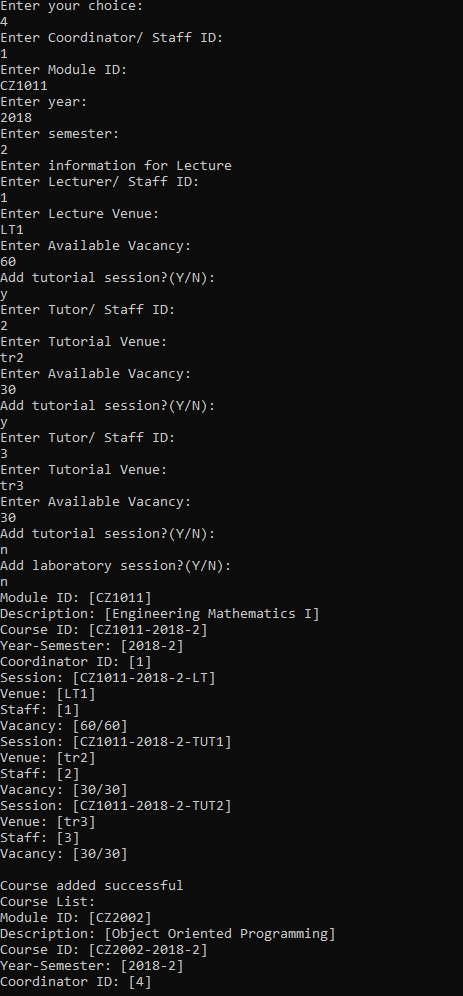 Enter your choice:
4
Enter Coordinator/ Staff ID:
1
Enter Module ID:
CZ1011
Enter year:
2018
Enter semester:
2
Enter information for Lecture
Enter Lecturer/ Staff ID:
1
Enter Lecture Venue:
LT1
Enter Available Vacancy:
60
Add tutorial session?(Y/N):
y
Enter Tutor/ Staff ID:
2
Enter Tutorial Venue:
tr2
Enter Available Vacancy:
30
Add tutorial session?(Y/N):
y
Enter Tutor/ Staff ID:
3
Enter Tutorial Venue:
tr3
Enter Available Vacancy:
30
Add tutorial session?(Y/N):
n
Add laboratory session?(Y/N):
n
Module ID: [CZ1011]
Description: [Engineering Mathematics I]
Course ID: [CZ1011-2018-2]
Year-Semester: [2018-2]
Coordinator ID: [1]
Session: [CZ1011-2018-2-LT]
Venue: [LT1]
Staff: [1]
Vacancy: [60/60]
Session: [CZ1011-2018-2-TUT1]
Venue: [tr2]
Staff: [2]
Vacancy: [30/30]
Session: [CZ1011-2018-2-TUT2]
Venue: [tr3]
Staff: [3]
Vacancy: [30/30]

Course added successful
Course List:
Module ID: [CZ2002]
Description: [Object Oriented Programming]
Course ID: [CZ2002-2018-2]
Year-Semester: [2018-2]
Coordinator ID: [4]